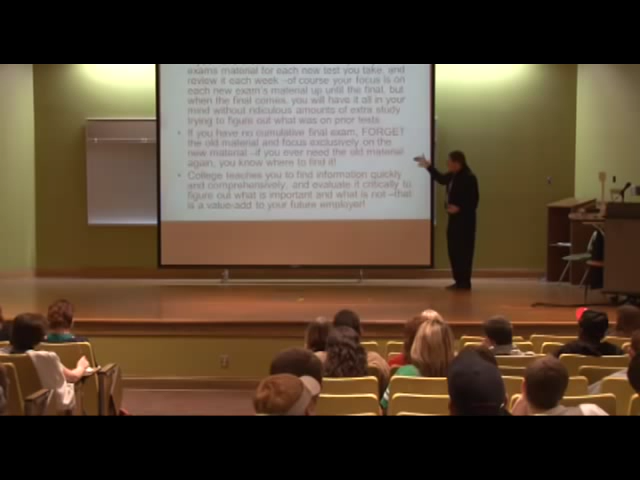 exams material for each new test you take, and
review it each week –of course your focus is on
each new exam's material up until the final, but
when the final comes, you will have it all in your
mind without ridiculous amounts of extra study
trying to figure out what was on prior tests
• If you have no cumulative final exam, FORGET
the old material and focus exclusively on the
new material –if you ever need the old material
again, you know where to find it!
• College teaches you to find information quickly
and comprehensively, and evaluate it critically to
figure out what is important and what is not –that
is a value-add to your future employer!